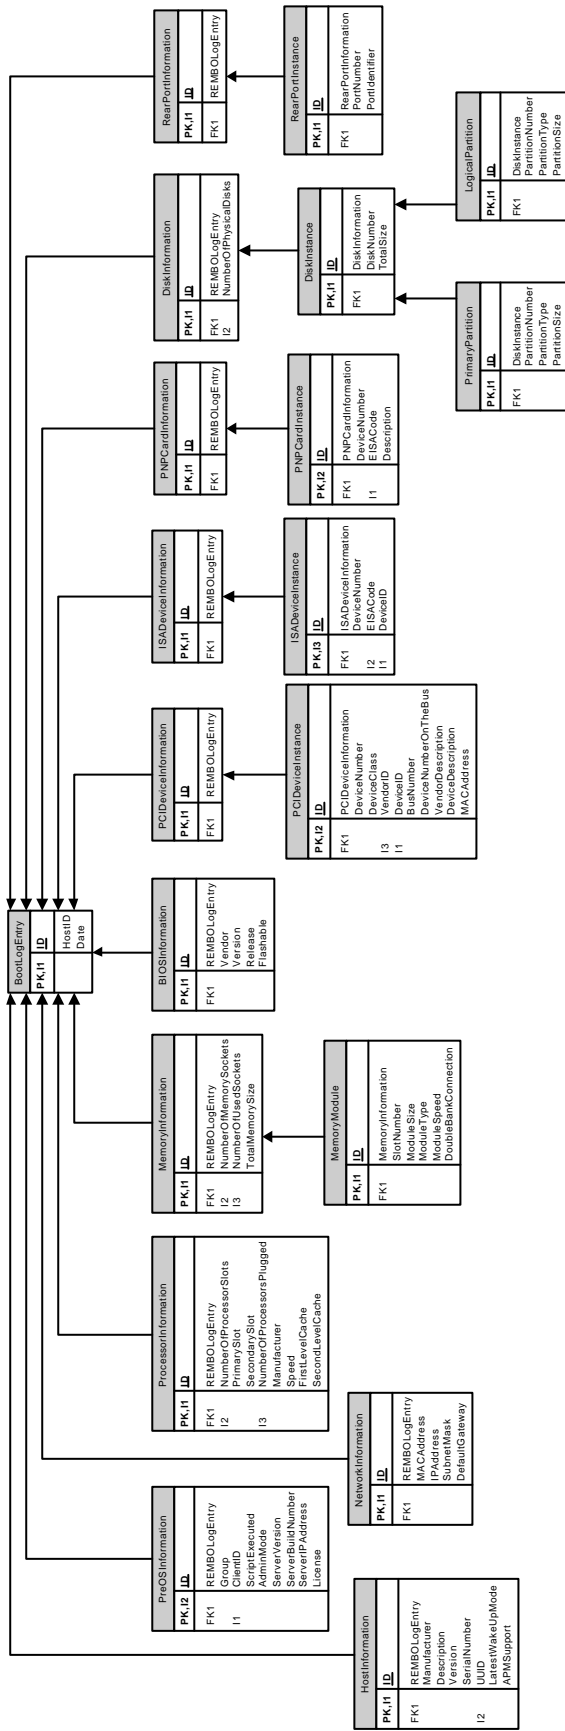 BootLogEntry
PK,I1 ID
HostID
Date
HostInformation
PK,I1 ID
FK1 REMBOLogEntry
Manufacturer
Description
Version
SerialNumber
I2 UUID
LatestWakeUpMode
APMSupport
PreOSInformation
PK,I2 ID
FK1 REMBOLogEntry
Group
I1 ClientID
ScriptExecuted
AdminMode
ServerVersion
ServerBuildNumber
ServerIPAddress
License
NetworkInformation
PK,I1 ID
FK1 REMBOLogEntry
MACAddress
IPAddress
SubnetMask
DefaultGateway
ProcessorInformation
PK,I1 ID
FK1 REMBOLogEntry
I2 NumberOfProcessorSlots
PrimarySlot
SecondarySlot
I3 NumberOfProcessorsPlugged
Manufacturer
Speed
FirstLevelCache
SecondLevelCache
MemoryInformation
PK,I1 ID
FK1 REMBOLogEntry
I2 NumberOfMemorySockets
I3 NumberOfUsedSockets
TotalMemorySize
MemoryModule
PK,I1 ID
FK1 MemoryInformation
SlotNumber
ModuleSize
ModuleType
ModuleSpeed
DoubleBankConnection
BIOSInformation
PK,I1 ID
FK1 REMBOLogEntry
Vendor
Version
Release
Flashable
PCIDeviceInformation
PK,I1 ID
FK1 REMBOLogEntry
PCIDeviceInstance
PK,I2 ID
FK1 PCIDeviceInformation
DeviceNumber
DeviceClass
I3 VendorID
I1 DeviceID
BusNumber
DeviceNumberOnTheBus
VendorDescription
DeviceDescription
MACAddress
ISADeviceInformation
PK,I1 ID
FK1 REMBOLogEntry
ISADeviceInstance
PK,I3 ID
FK1 ISADeviceInformation
DeviceNumber
I2 EISACode
I1 DeviceID
PNPCardInformation
PK,I1 ID
FK1 REMBOLogEntry
PNPCardInstance
PK,I2 ID
FK1 PNPCardInformation
DeviceNumber
I1 EISACode
Description
DiskInformation
PK,I1 ID
FK1 REMBOLogEntry
I2 NumberOfPhysicalDisks
DiskInstance
PK,I1 ID
FK1 DiskInformation
DiskNumber
TotalSize
PrimaryPartition
PK,I1 ID
FK1 DiskInstance
PartitionNumber
PartitionType
PartitionSize
LogicalPartition
PK,I1 ID
FK1 DiskInstance
PartitionNumber
PartitionType
PartitionSize
RearPortInformation
PK,I1 ID
FK1 REMBOLogEntry
RearPortInstance
PK,I1 ID
FK1 RearPortInformation
PortNumber
PortIdentifier